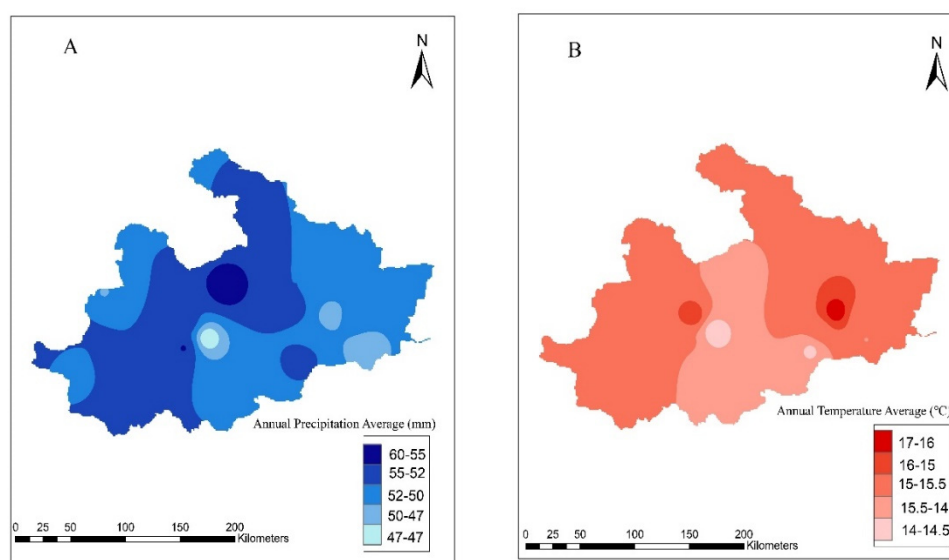 A
N
Annual Precipitation Average (mm)
60-55
55-52
52-50
50-47
47-47
0 25 50 100 150 200
Kilometers
B
N
Annual Temperature Average (°C)
17-16
16-15
15-15.5
15.5-14
14-14.5
0 25 50 100 150 200
Kilometers